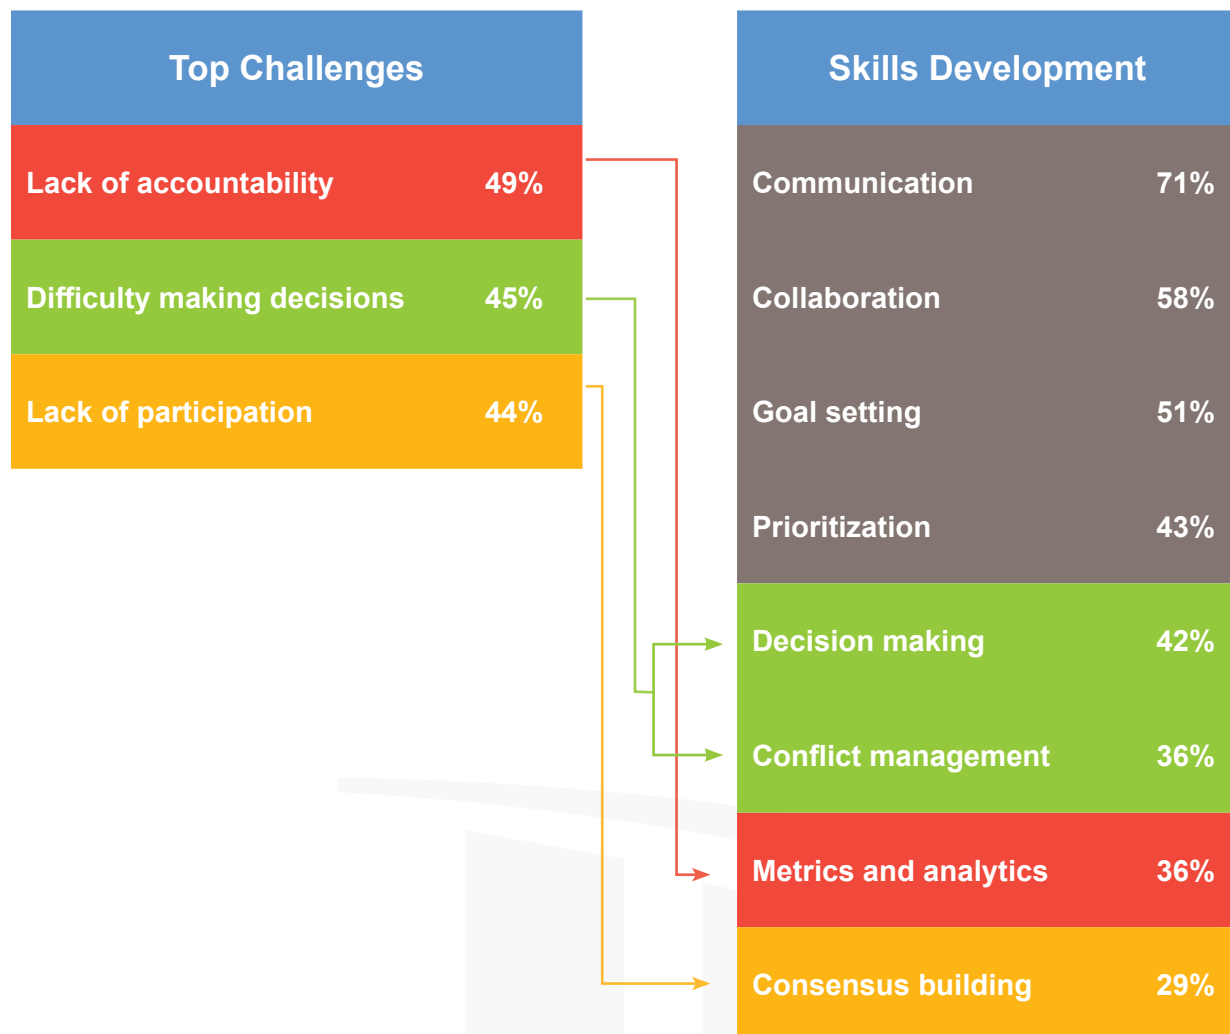 Top Challenges
Lack of accountability 49%
Difficulty making decisions 45%
Lack of participation 44%
Skills Development
Communication 71%
Collaboration 58%
Goal setting 51%
Prioritization 43%
Decision making 42%
Conflict management 36%
Metrics and analytics 36%
Consensus building 29%